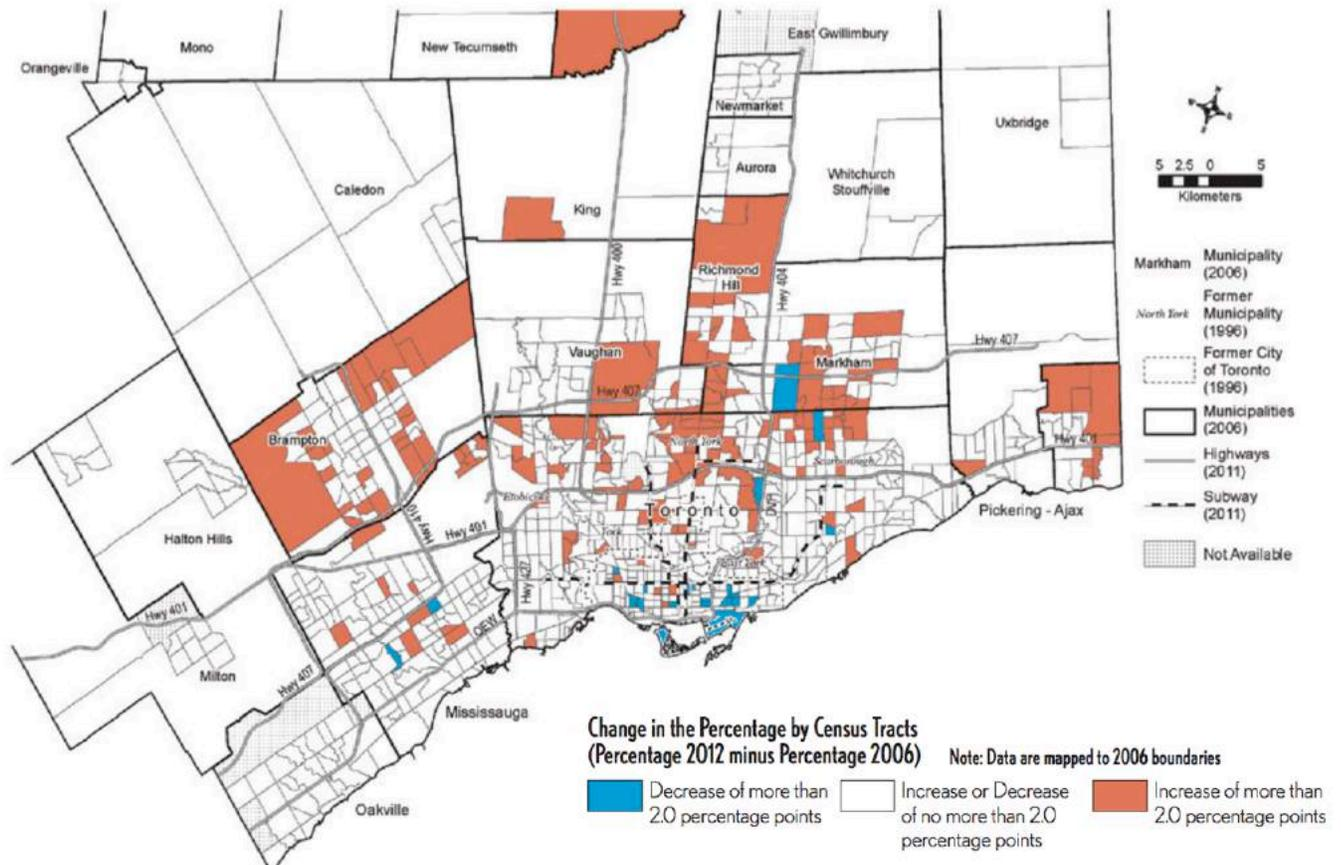 Mono
New Tecumseth
East Gwillimbury
Orangeville
Newmarket
Uxbridge
Aurora
Whitchurch
Stouffville
Caledon
King
Hwy 400
Richmond
Hill
Hwy 404
Vaughan
Markham
Hwy 407
Hwy 407
Brampton
North York
Scarborough
Hwy 401
Etobicoke
Toronto
DVP
Pickering - Ajax
Halton Hills
Hwy 410
Hwy 401
York
East York
Hwy 427
QEW
Hwy 401
Milton
Hwy 407
Mississauga
Oakville
5 2.5 0 5
Kilometers
Markham Municipality
(2006)
North York Former
Municipality
(1996)
Former City
of Toronto
(1996)
Municipalities
(2006)
Highways
(2011)
Subway
(2011)
Not Available
Change in the Percentage by Census Tracts
(Percentage 2012 minus Percentage 2006) Note: Data are mapped to 2006 boundaries
Decrease of more than
2.0 percentage points
Increase or Decrease
of no more than 2.0
percentage points
Increase of more than
2.0 percentage points